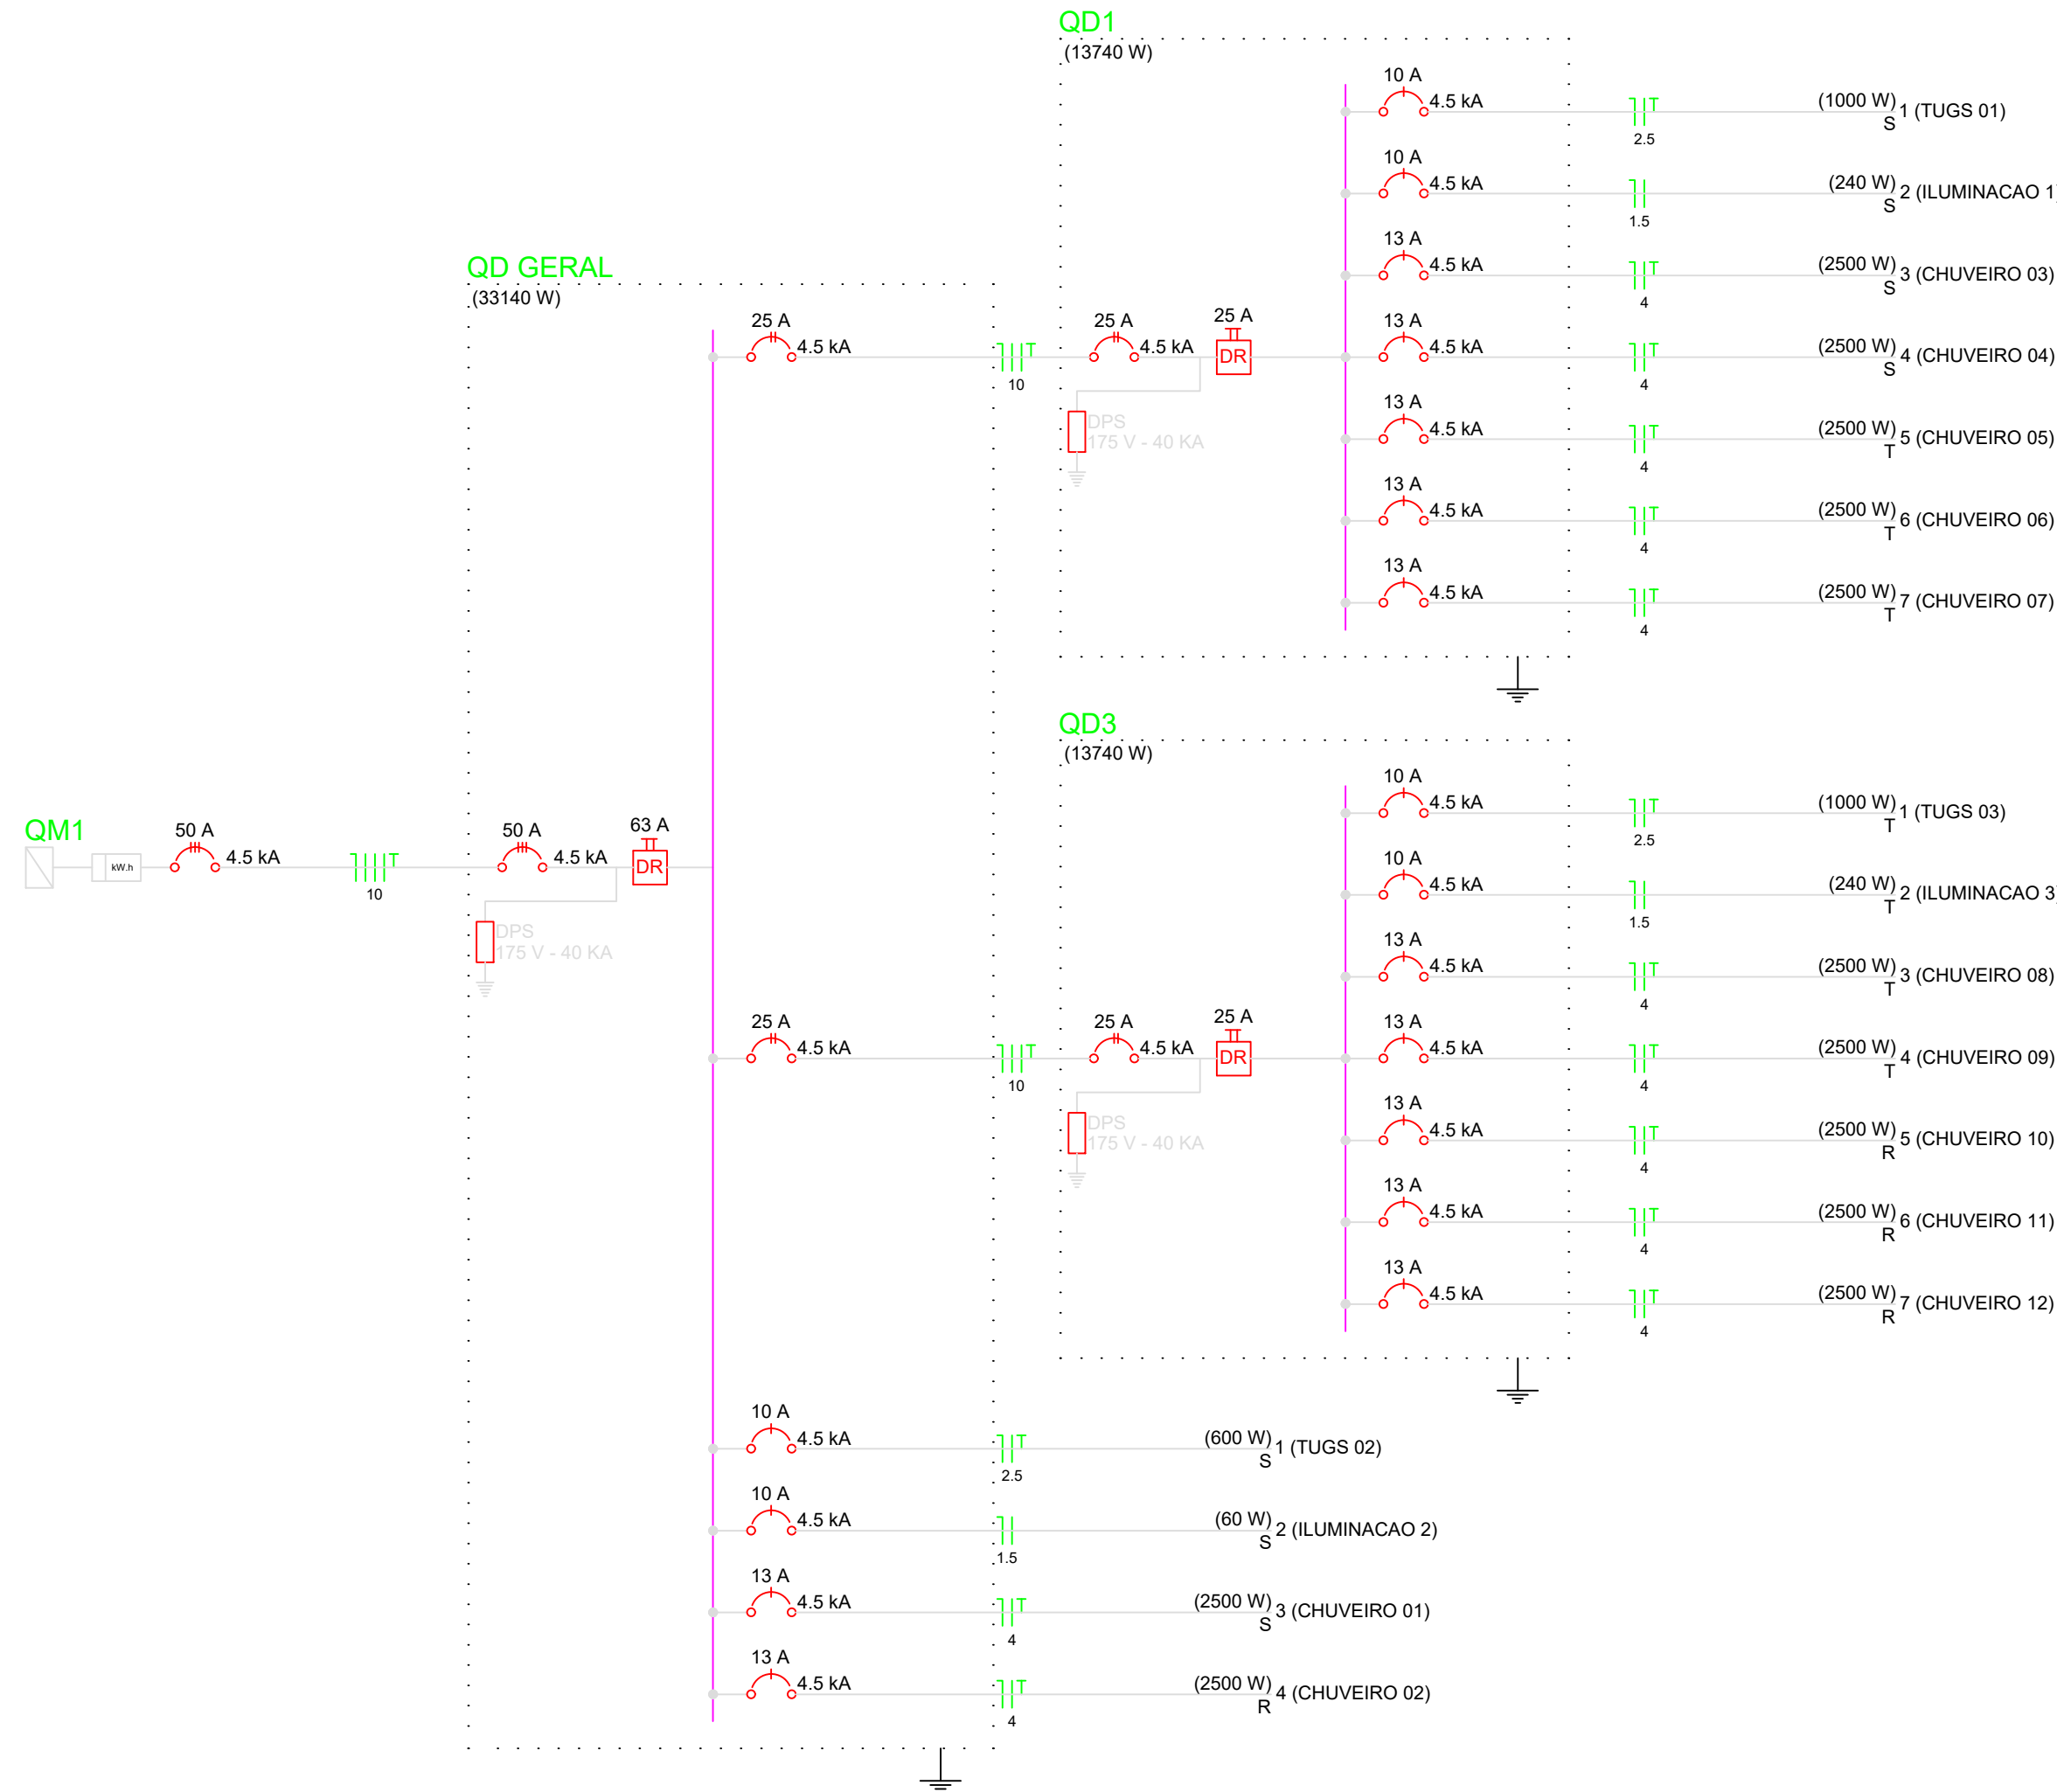 QD1
(13740 W)
10 A
4.5 kA
2.5
(1000 W)
S
1 (TUGS 01)
10 A
4.5 kA
1.5
(240 W)
S
2 (ILUMINACAO 1)
13 A
4.5 kA
4
(2500 W)
S
3 (CHUVEIRO 03)
13 A
4.5 kA
4
(2500 W)
S
4 (CHUVEIRO 04)
13 A
4.5 kA
4
(2500 W)
T
5 (CHUVEIRO 05)
13 A
4.5 kA
4
(2500 W)
T
6 (CHUVEIRO 06)
13 A
4.5 kA
4
(2500 W)
T
7 (CHUVEIRO 07)
25 A
4.5 kA
25 A
DR
DPS
175 V - 40 KA
T
T
T
T
T
T
QD GERAL
(33140 W)
25 A
4.5 kA
T
10
QM1
kW.h
50 A
4.5 kA
T
10
50 A
4.5 kA
63 A
DR
DPS
175 V - 40 KA
25 A
4.5 kA
T
10
QD3
(13740 W)
25 A
4.5 kA
25 A
DR
DPS
175 V - 40 KA
10 A
4.5 kA
T
2.5
(1000 W)
T
1 (TUGS 03)
10 A
4.5 kA
1.5
(240 W)
T
2 (ILUMINACAO 3)
13 A
4.5 kA
T
4
(2500 W)
T
3 (CHUVEIRO 08)
13 A
4.5 kA
T
4
(2500 W)
T
4 (CHUVEIRO 09)
13 A
4.5 kA
T
4
(2500 W)
R
5 (CHUVEIRO 10)
13 A
4.5 kA
T
4
(2500 W)
R
6 (CHUVEIRO 11)
13 A
4.5 kA
T
4
(2500 W)
R
7 (CHUVEIRO 12)
10 A
4.5 kA
T
2.5
(600 W)
S
1 (TUGS 02)
10 A
4.5 kA
1.5
(60 W)
S
2 (ILUMINACAO 2)
13 A
4.5 kA
T
4
(2500 W)
S
3 (CHUVEIRO 01)
13 A
4.5 kA
T
4
(2500 W)
R
4 (CHUVEIRO 02)